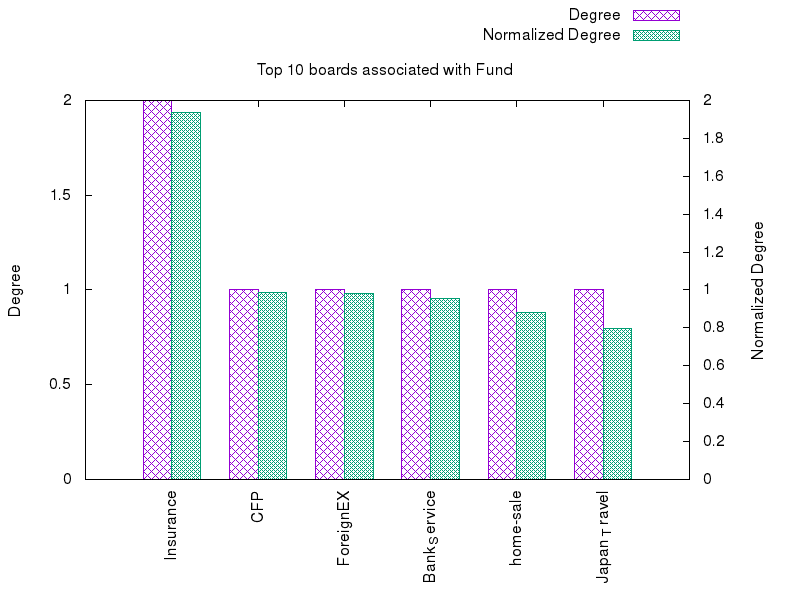 Degree
Normalized Degree
Top 10 boards associated with Fund
2
1.5
1
0.5
0
Degree
2
1.8
1.6
1.4
1.2
1
0.8
0.6
0.4
0.2
0
Normalized Degree
Insurance
CFP
ForeignEX
BankService
home-sale
JapanTravel